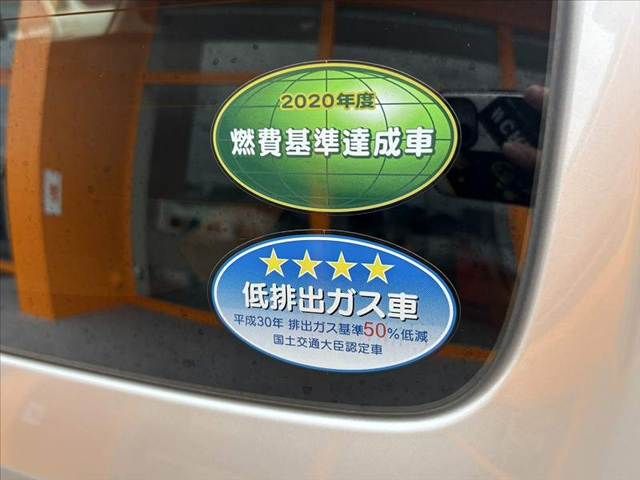 2020年度
燃費基準達成車
低排出ガス車
平成30年 排出ガス基準50%低減
国土交通大臣認定車